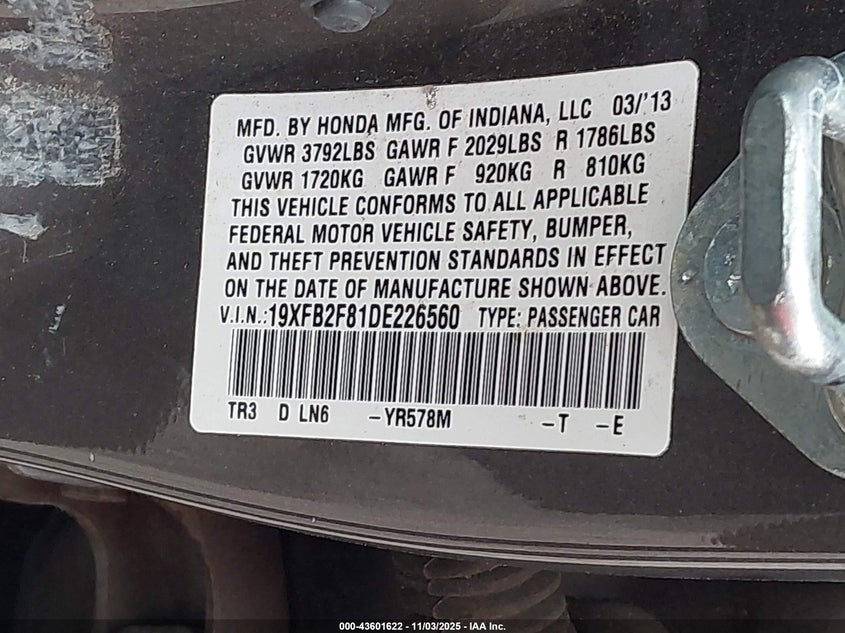 MFD. BY HONDA MFG. OF INDIANA, LLC 03/'13
GVWR 3792LBS GAWR F 2029LBS R 1786LBS
GVWR 1720KG GAWR F 920KG R 810KG
THIS VEHICLE CONFORMS TO ALL APPLICABLE
FEDERAL MOTOR VEHICLE SAFETY, BUMPER,
AND THEFT PREVENTION STANDARDS IN EFFECT
ON THE DATE OF MANUFACTURE SHOWN ABOVE.
V.I.N.:19XFB2F81DE226560 TYPE: PASSENGER CAR
TR3 D LN6 -YR578M -T -E
000-43601622 - 11/03/2025 - IAA Inc.